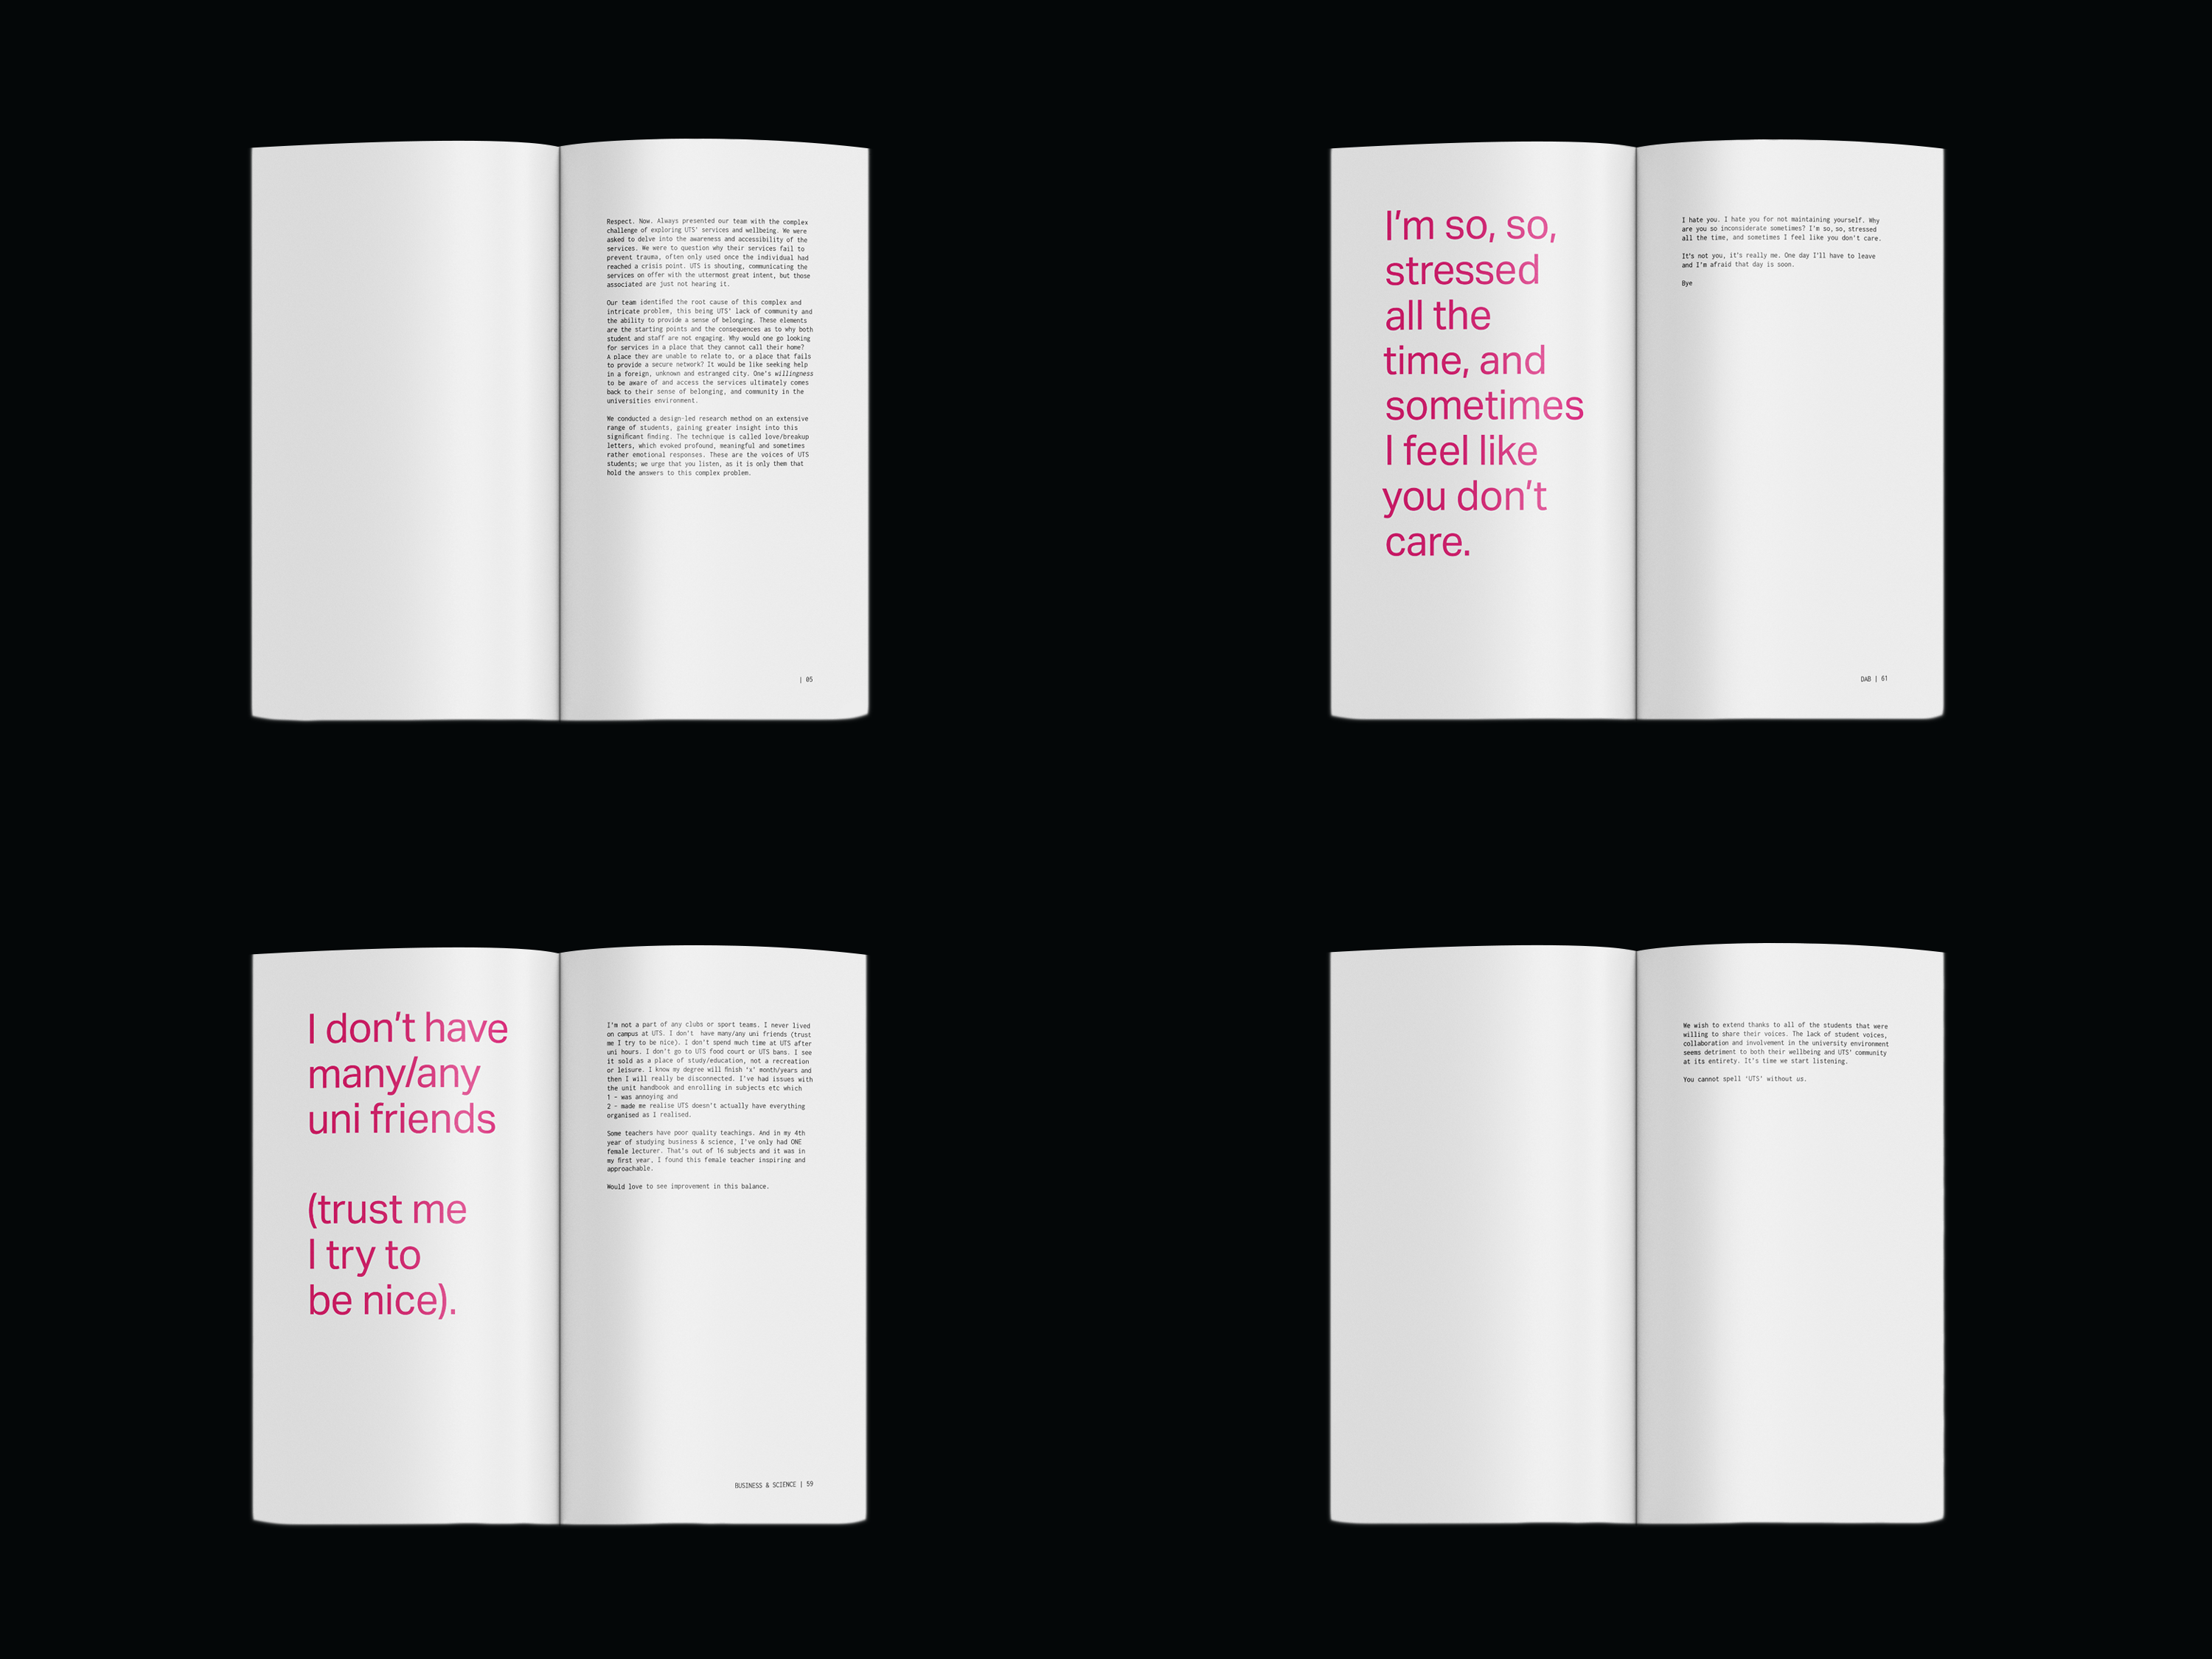 Respect. Now. Always presented our team with the complex
challenge of exploring UTS' services and wellbeing. We were
asked to delve into the awareness and accessibility of the
services. We were to question why their services fail to
prevent trauma, often only used once the individual had
reached a crisis point. UTS is shouting, communicating the
services on offer with the uttermost great intent, but those
associated are just not hearing it.
Our team identified the root cause of this complex and
intricate problem, this being UTS' lack of community and
the ability to provide a sense of belonging. These elements
are the starting points and the consequences as to why both
student and staff are not engaging. Why would one go looking
for services in a place that they cannot call their home?
A place they are unable to relate to, or a place that fails
to provide a secure network? It would be like seeking help
in a foreign, unknown and estranged city. One's willingness
to be aware of and access the services ultimately comes
back to their sense of belonging, and community in the
universities environment.
We conducted a design-led research method on an extensive
range of students, gaining greater insight into this
significant finding. The technique is called love/breakup
letters, which evoked profound, meaningful and sometimes
rather emotional responses. These are the voices of UTS
students; we urge that you listen, as it is only them that
hold the answers to this complex problem.
| 05
I'm so, so,
stressed
all the
time, and
sometimes
I feel like
you don't
care.
I hate you. I hate you for not maintaining yourself. Why
are you so inconsiderate sometimes? I'm so, so, stressed
all the time, and sometimes I feel like you don't care.
It's not you, it's really me. One day I'll have to leave
and I'm afraid that day is soon.
Bye
DAB | 61
I don't have
many/any
uni friends
(trust me
I try to
be nice).
I'm not a part of any clubs or sport teams. I never lived
on campus at UTS. I don't  have many/any uni friends (trust
me I try to be nice). I don't spend much time at UTS after
uni hours. I don't go to UTS food court or UTS bans. I see
it sold as a place of study/education, not a recreation
or leisure. I know my degree will finish 'x' month/years and
then I will really be disconnected. I've had issues with
the unit handbook and enrolling in subjects etc which
1 - was annoying and
2 - made me realise UTS doesn't actually have everything
organised as I realised.
Some teachers have poor quality teachings. And in my 4th
year of studying business & science, I've only had ONE
female lecturer. That's out of 16 subjects and it was in
my first year, I found this female teacher inspiring and
approachable.
Would love to see improvement in this balance.
BUSINESS & SCIENCE | 59
We wish to extend thanks to all of the students that were
willing to share their voices. The lack of student voices,
collaboration and involvement in the university environment
seems detriment to both their wellbeing and UTS' community
at its entirety. It's time we start listening.
You cannot spell 'UTS' without us.